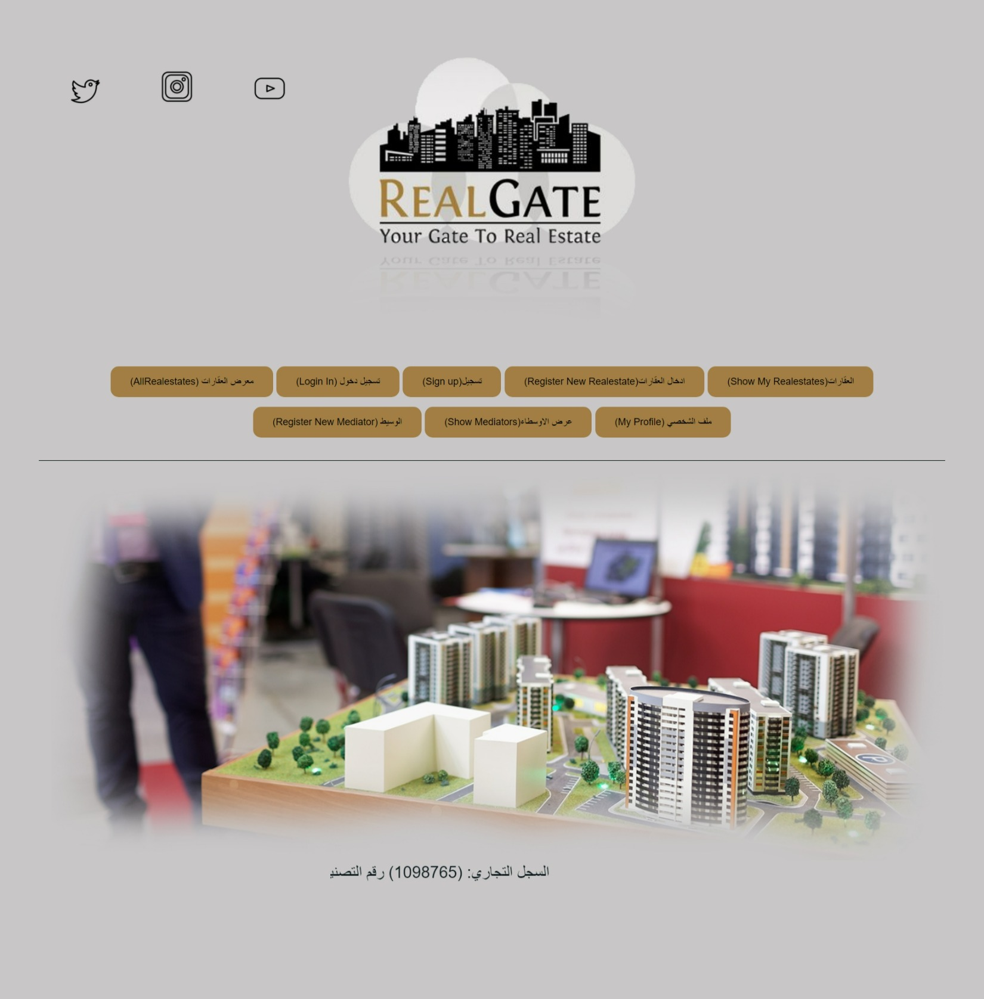 REALGATE
Your Gate To Real Estate
معرض العقارات (AllRealestates)
تسجيل دخول (Login In)
تسجيل(Sign up)
ادخال العقارات(Register New Realestate)
العقارات(Show My Realestates)
الوسيط (Register New Mediator)
عرض الاوسطاء(Show Mediators)
ملف الشخصي (My Profile)
السجل التجاري: (1098765) رقم التصني